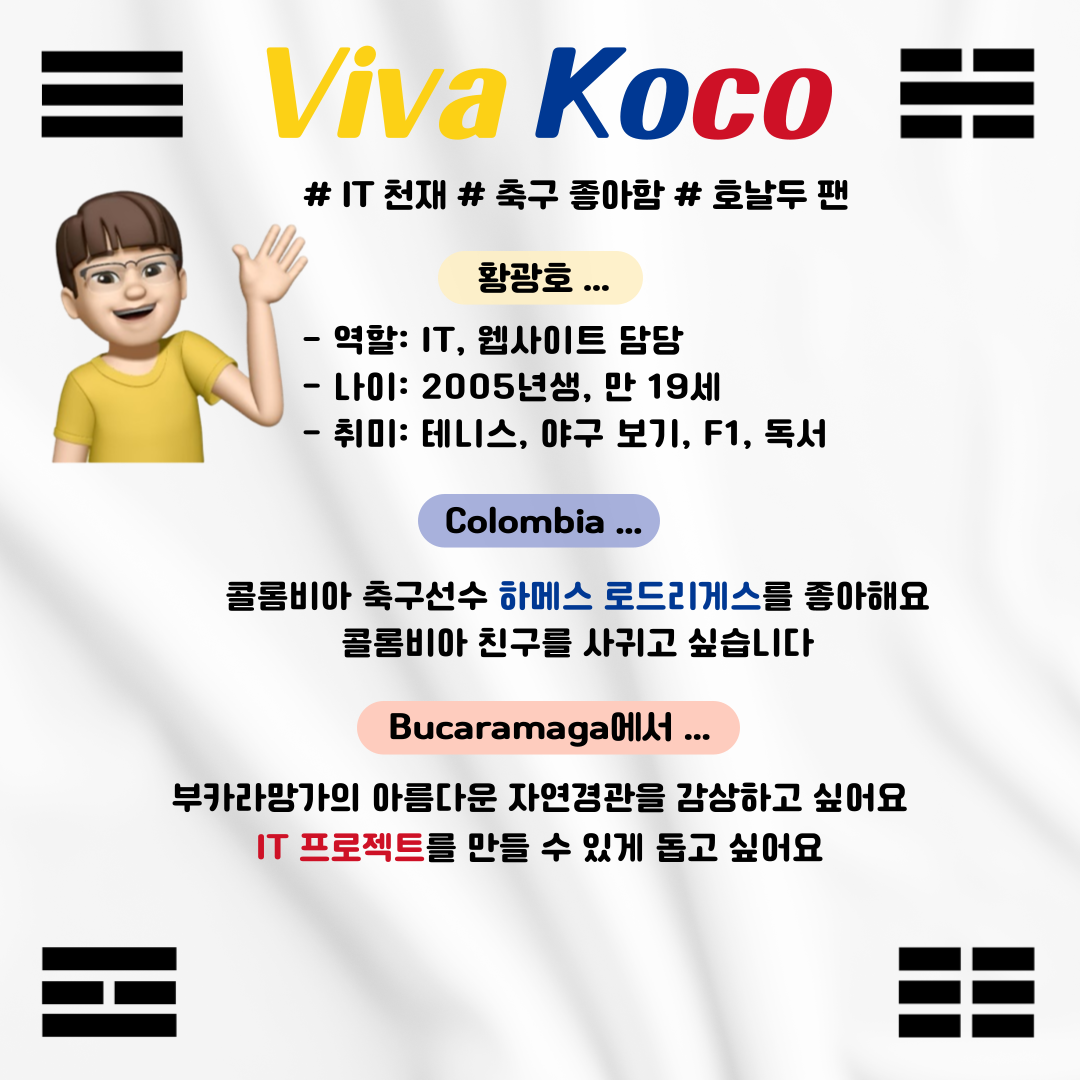 Viva Koco
# IT 천재 # 축구 좋아함 # 호날두 팬
황광호 ...
- 역할: IT, 웹사이트 담당
- 나이: 2005년생, 만 19세
- 취미: 테니스, 야구 보기, F1, 독서
Colombia ...
콜롬비아 축구선수 하메스 로드리게스를 좋아해요
콜롬비아 친구를 사귀고 싶습니다
Bucaramaga에서 ...
부카라망가의 아름다운 자연경관을 감상하고 싶어요
IT 프로젝트를 만들 수 있게 돕고 싶어요